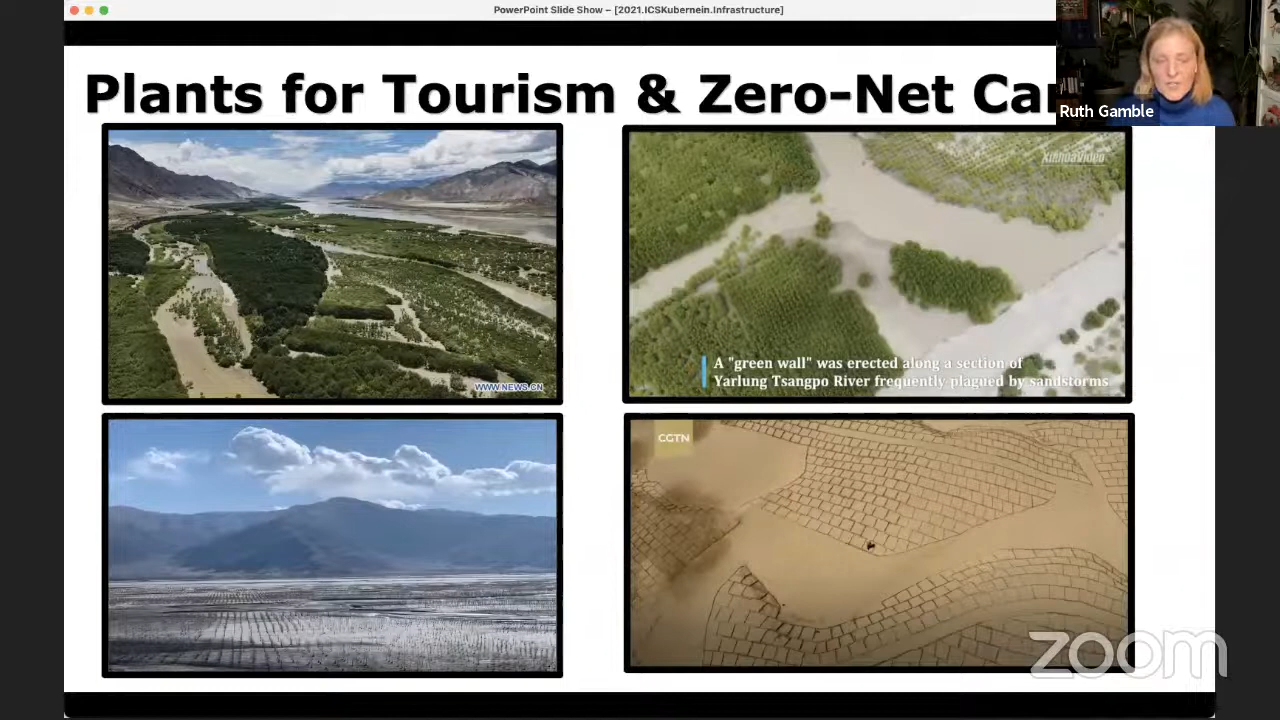 PowerPoint Slide Show – [2021.ICSKubernein.Infrastructure]
Plants for Tourism & Zero-Net Ca
Ruth Gamble
XinhuaVideo
WWW.NEWS.CN
A "green wall" was erected along a section of
Yarlung Tsangpo River frequently plagued by sandstorms
CGTN
zoom